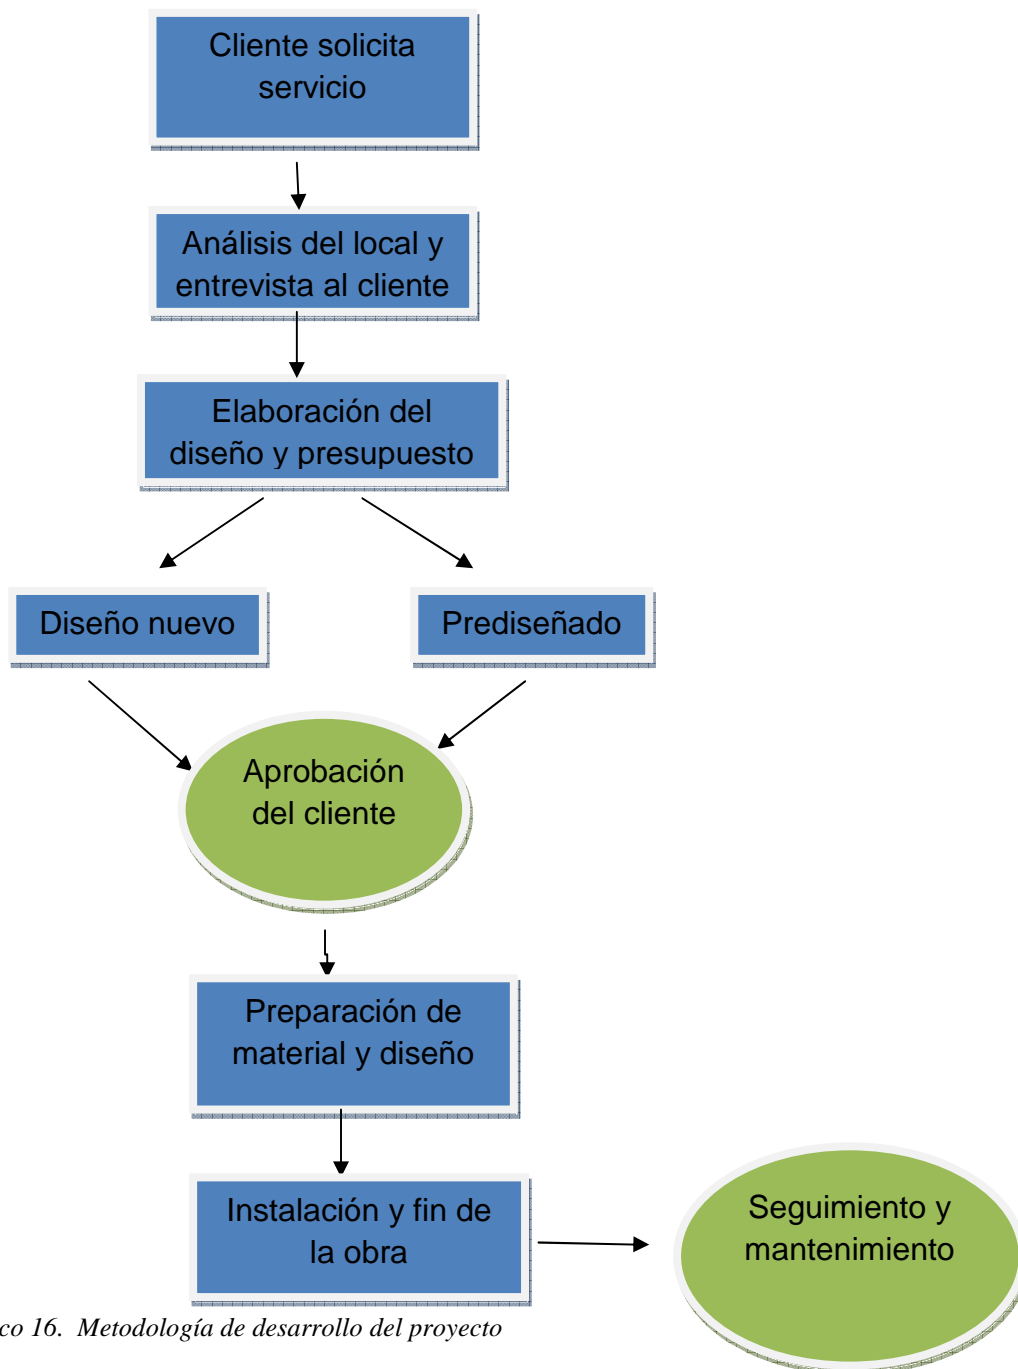 Cliente solicita
servicio
Análisis del local y
entrevista al cliente
Elaboración del
diseño y presupuesto
Diseño nuevo
Prediseñado
Aprobación
del cliente
Preparación de
material y diseño
Instalación y fin de
la obra
Seguimiento y
mantenimiento
co 16. Metodología de desarrollo del proyecto